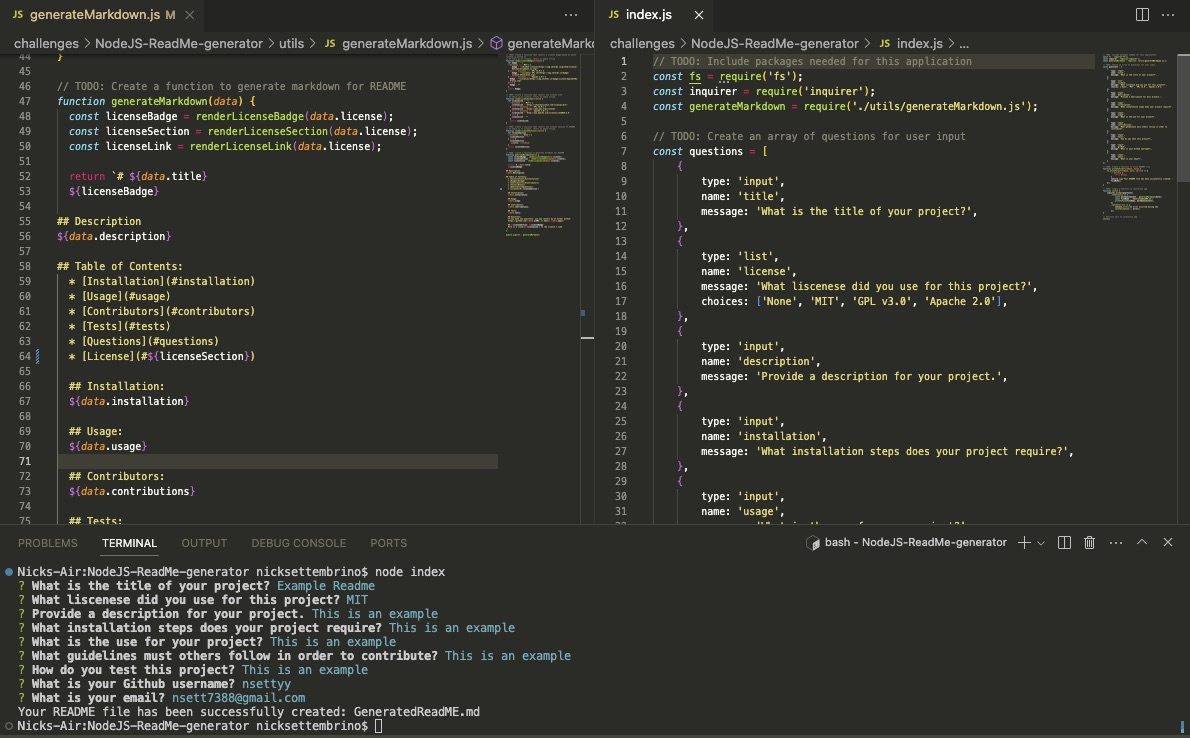 JS generateMarkdown.js M
challenges > NodeJS-ReadMe-generator > utils > JS generateMarkdown.js > generateMark
44 }
45
46 // TODO: Create a function to generate markdown for README
47 function generateMarkdown(data) {
48 const licenseBadge = renderLicenseBadge(data.license);
49 const licenseSection = renderLicenseSection(data.license);
50 const licenseLink = renderLicenseLink(data.license);
51
52 return `# ${data.title}
53 ${licenseBadge}
54
55 ## Description
56 ${data.description}
57
58 ## Table of Contents:
59 * [Installation](#installation)
60 * [Usage](#usage)
61 * [Contributors](#contributors)
62 * [Tests](#tests)
63 * [Questions](#questions)
64 * [License](#${licenseSection})
65
66 ## Installation:
67 ${data.installation}
68
69 ## Usage:
70 ${data.usage}
71
72 ## Contributors:
73 ${data.contributions}
74
75 ## Tests:
JS index.js
challenges > NodeJS-ReadMe-generator > JS index.js > ...
1 // TODO: Include packages needed for this application
2 const fs = require('fs');
3 const inquirer = require('inquirer');
4 const generateMarkdown = require('./utils/generateMarkdown.js');
5
6 // TODO: Create an array of questions for user input
7 const questions = [
8 {
9 type: 'input',
10 name: 'title',
11 message: 'What is the title of your project?',
12 },
13 {
14 type: 'list',
15 name: 'license',
16 message: 'What liscenese did you use for this project?',
17 choices: ['None', 'MIT', 'GPL v3.0', 'Apache 2.0'],
18 },
19 {
20 type: 'input',
21 name: 'description',
22 message: 'Provide a description for your project.',
23 },
24 {
25 type: 'input',
26 name: 'installation',
27 message: 'What installation steps does your project require?',
28 },
29 {
30 type: 'input',
31 name: 'usage',
PROBLEMS TERMINAL OUTPUT DEBUG CONSOLE PORTS
bash - NodeJS-ReadMe-generator
Nicks-Air:NodeJS-ReadMe-generator nicksettembrino$ node index
? What is the title of your project? Example Readme
? What liscenese did you use for this project? MIT
? Provide a description for your project. This is an example
? What installation steps does your project require? This is an example
? What is the use for your project? This is an example
? What guidelines must others follow in order to contribute? This is an example
? How do you test this project? This is an example
? What is your Github username? nsettyy
? What is your email? nsett7388@gmail.com
Your README file has been successfully created: GeneratedReadME.md
Nicks-Air:NodeJS-ReadMe-generator nicksettembrino$